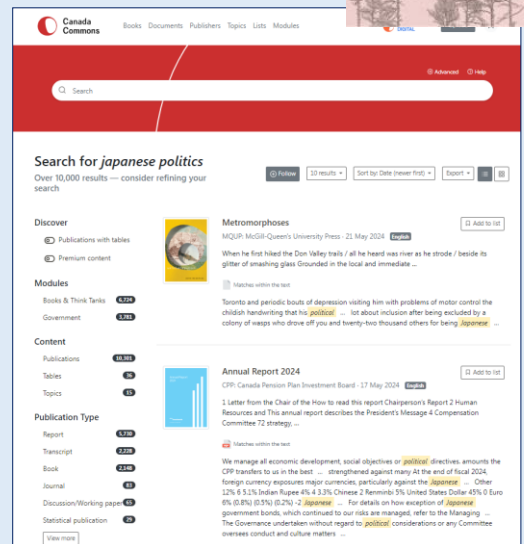 Canada
Commons
Books Documents Publishers Topics Lists Modules
DIGITAL
Advanced Help
Search
Search for japanese politics
Over 10,000 results — consider refining your
search
Follow
10 results
Sort by: Date (newer first)
Export
Discover
Publications with tables
Premium content
Modules
Books & Think Tanks 6,724
Government 3,781
Content
Publications 10,391
Tables 36
Topics 15
Publication Type
Report 5,730
Transcript 2,228
Book 2,148
Journal 83
Discussion/Working paper 65
Statistical publication 29
View more
Metromorphoses
Add to list
MQUP: McGill-Queen's University Press · 21 May 2024 English
When he first hiked the Don Valley trails / all he heard was river as he strode / beside its
glitter of smashing glass Grounded in the local and immediate ...
Matches within the text
Toronto and periodic bouts of depression visiting him with problems of motor control the
childish handwriting that his political ... lot about inclusion after being excluded by a
colony of wasps who drove off you and twenty-two thousand others for being Japanese ...
Annual Report 2024
Add to list
CPP: Canada Pension Plan Investment Board · 17 May 2024 English
1 Letter from the Chair of the How to read this report Chairperson's Report 2 Human
Resources and This annual report describes the President's Message 4 Compensation
Committee 72 strategy, ...
Matches within the text
We manage all economic development, social objectives or political directives. amounts the
CPP transfers to us in the best ... strengthened against many At the end of fiscal 2024,
foreign currency exposures major currencies, particularly against the Japanese ... Other
12% 6 5.1% Indian Rupee 4% 4 3.3% Chinese 2 Renminbi 5% United States Dollar 45% 0 Euro
6% (0.8%) (0.5%) (0.2%) -2 Japanese ... For details on how exception of Japanese
government bonds, which continued to our risks are managed, refer to the Managing ...
The Governance undertaken without regard to political considerations or any Committee
oversees conduct and culture matters ...